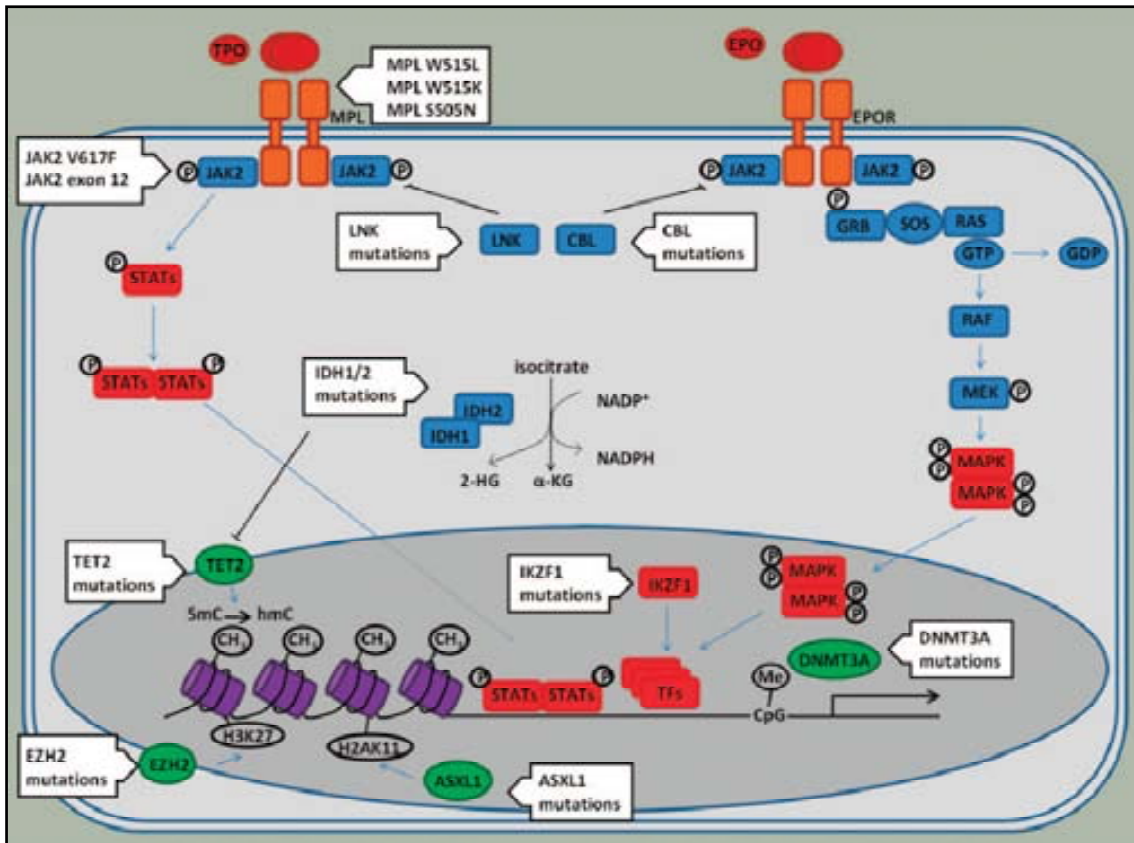 TPO
EPO
MPL W515L
MPL W515K
MPL S505N
MPL
EPOR
JAK2 V617F
JAK2 exon 12
P
JAK2
JAK2
P
P
JAK2
JAK2
P
LNK
mutations
LNK
CBL
CBL
mutations
P
GRB
SOS
RAS
GTP
GDP
P
STATs
RAF
P
STATs
STATs
P
IDH1/2
mutations
isocitrate
NADP+
IDH2
IDH1
NADPH
2-HG
α-KG
MEK
P
P
P
MAPK
MAPK
P
P
TET2
mutations
TET2
5mC
hmC
IKZF1
mutations
IKZF1
P
P
MAPK
MAPK
P
P
DNMT3A
DNMT3A
mutations
CH3
CH3
CH3
CH3
P
STATs
STATs
P
TFs
Me
CpG
H3K27
H2AK11
EZH2
mutations
EZH2
ASXL1
ASXL1
mutations